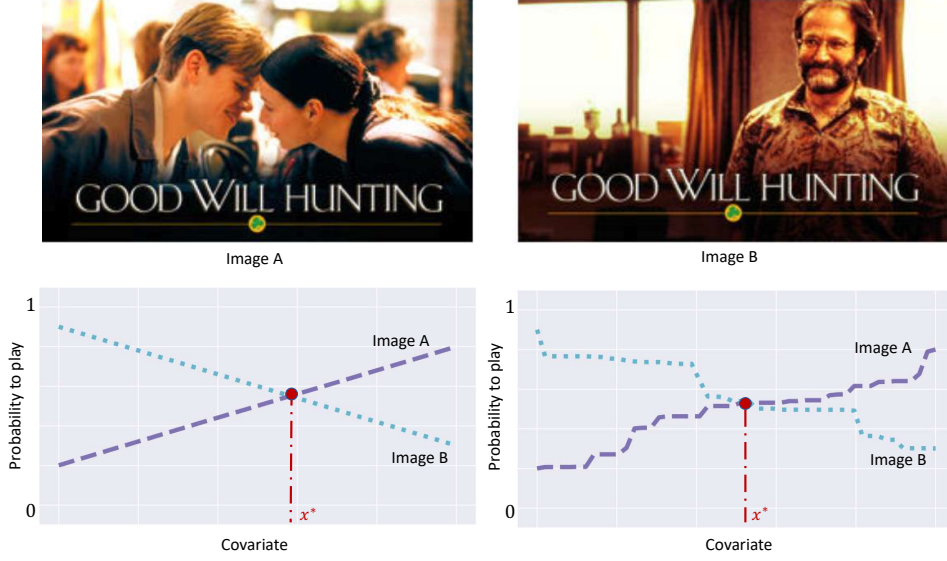 GOOD WILL HUNTING
GOOD WILL HUNTING
Image A
Image B
1
Probability to play
0
Image A
Image B
x*
Covariate
1
Probability to play
0
Image A
Image B
x*
Covariate